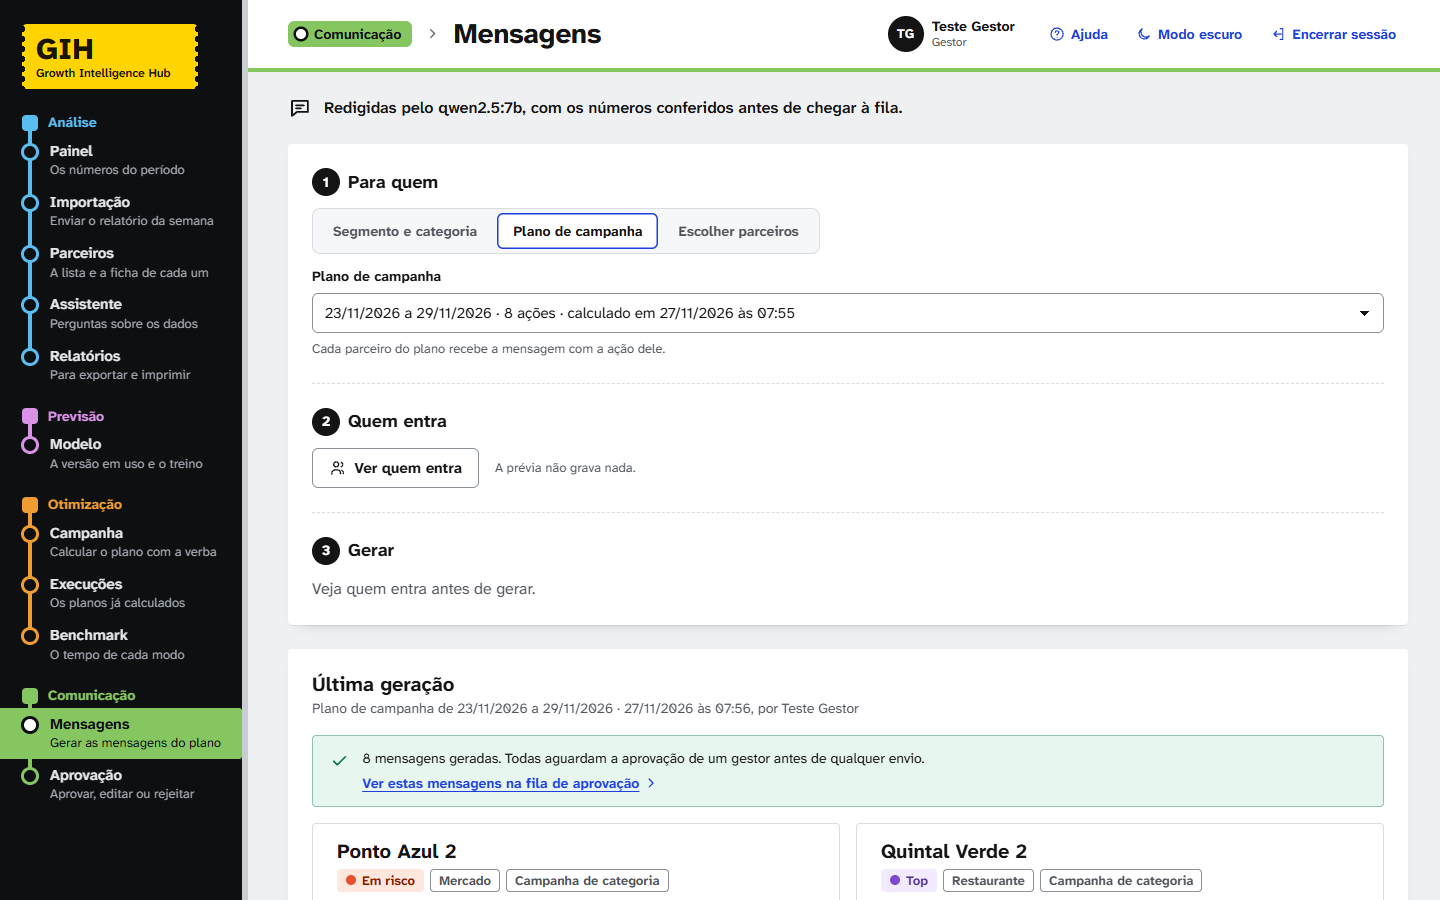 GIH
Growth Intelligence Hub
Análise
Painel
Os números do período
Importação
Enviar o relatório da semana
Parceiros
A lista e a ficha de cada um
Assistente
Perguntas sobre os dados
Relatórios
Para exportar e imprimir
Previsão
Modelo
A versão em uso e o treino
Otimização
Campanha
Calcular o plano com a verba
Execuções
Os planos já calculados
Benchmark
O tempo de cada modo
Comunicação
Mensagens
Gerar as mensagens do plano
Aprovação
Aprovar, editar ou rejeitar
Comunicação
Mensagens
TG
Teste Gestor
Gestor
Ajuda
Modo escuro
Encerrar sessão
Redigidas pelo qwen2.5:7b, com os números conferidos antes de chegar à fila.
1 Para quem
Segmento e categoria
Plano de campanha
Escolher parceiros
Plano de campanha
23/11/2026 a 29/11/2026 · 8 ações · calculado em 27/11/2026 às 07:55
Cada parceiro do plano recebe a mensagem com a ação dele.
2 Quem entra
Ver quem entra
A prévia não grava nada.
3 Gerar
Veja quem entra antes de gerar.
Última geração
Plano de campanha de 23/11/2026 a 29/11/2026 · 27/11/2026 às 07:56, por Teste Gestor
8 mensagens geradas. Todas aguardam a aprovação de um gestor antes de qualquer envio.
Ver estas mensagens na fila de aprovação
Ponto Azul 2
Em risco
Mercado
Campanha de categoria
Quintal Verde 2
Top
Restaurante
Campanha de categoria